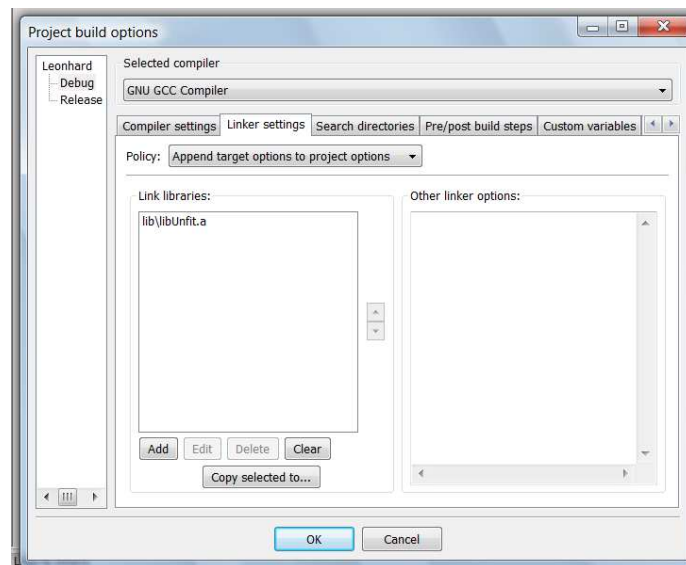 Project build options
Leonhard
Debug
Release
Selected compiler
GNU GCC Compiler
Compiler settings Linker settings Search directories Pre/post build steps Custom variables
Policy: Append target options to project options
Link libraries:
lib\libUnfit.a
Other linker options:
Add Edit Delete Clear
Copy selected to...
OK Cancel